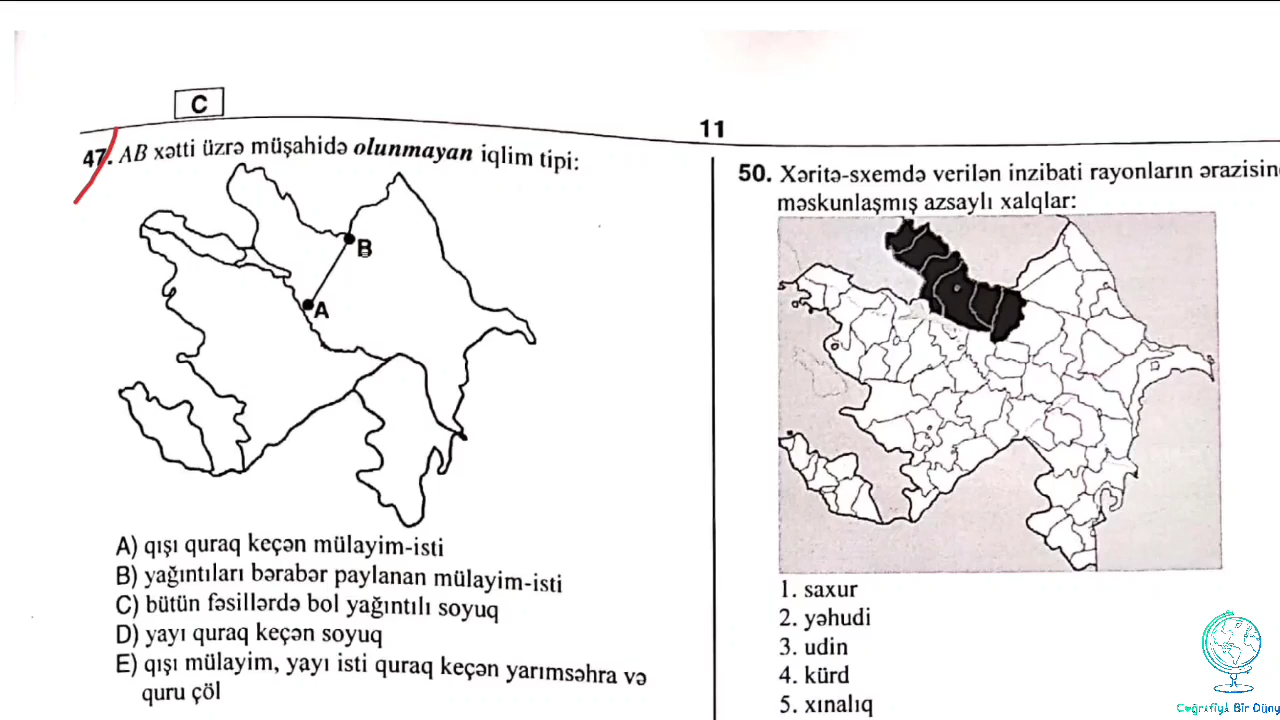 C
11
47. AB xətti üzrə müşahidə olunmayan iqlim tipi:
B
A
A) qışı quraq keçən mülayim-isti
B) yağıntıları bərabər paylanan mülayim-isti
C) bütün fəsillərdə bol yağıntılı soyuq
D) yayı quraq keçən soyuq
E) qışı mülayim, yayı isti quraq keçən yarımsəhra və
quru çöl
50. Xəritə-sxemdə verilən inzibati rayonların ərazisin
məskunlaşmış azsaylı xalqlar:
1. saxur
2. yəhudi
3. udin
4. kürd
5. xınalıq
Coğrafiya Bir Düny